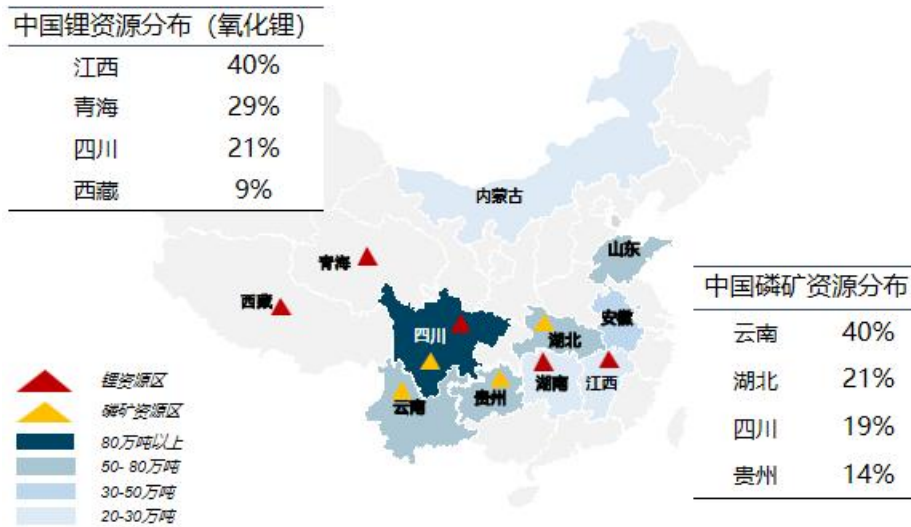 中国锂资源分布（氧化锂）
江西 40%
青海 29%
四川 21%
西藏 9%
内蒙古
山东
青海
西藏
四川
湖北
安徽
云南
贵州
湖南
江西
中国磷矿资源分布
云南 40%
湖北 21%
四川 19%
贵州 14%
锂资源区
磷矿资源区
80万吨以上
50- 80万吨
30-50万吨
20-30万吨